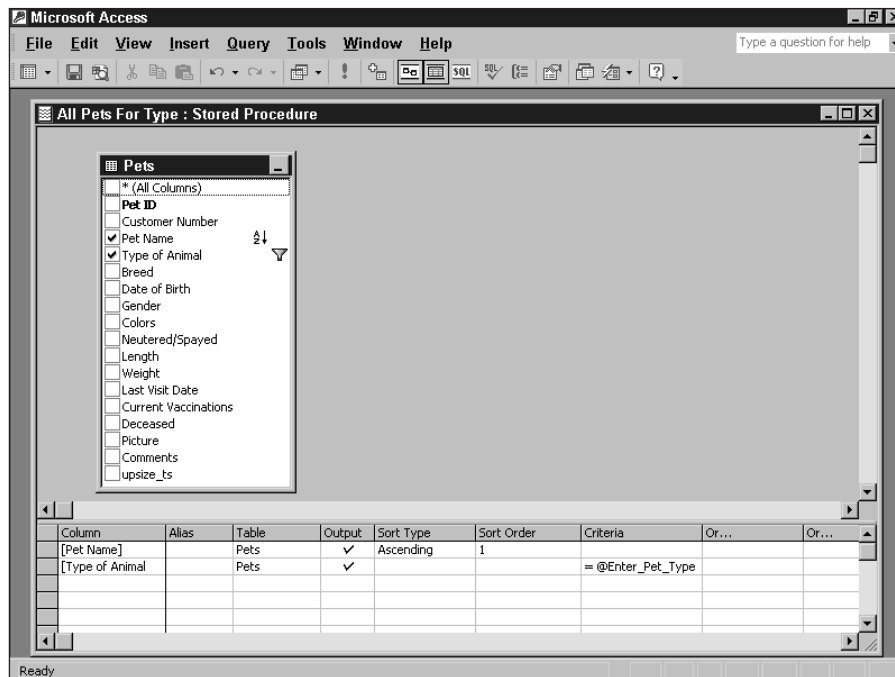 Microsoft Access
File Edit View Insert Query Tools Window Help
Type a question for help
SQL SQL
All Pets For Type : Stored Procedure
Pets
* (All Columns)
Pet ID
Customer Number
Pet Name
Type of Animal
Breed
Date of Birth
Gender
Colors
Neutered/Spayed
Length
Weight
Last Visit Date
Current Vaccinations
Deceased
Picture
Comments
upsize_ts
Column Alias Table Output Sort Type Sort Order Criteria Or... Or...
[Pet Name] Pets Ascending 1
[Type of Animal Pets = @Enter_Pet_Type
Ready